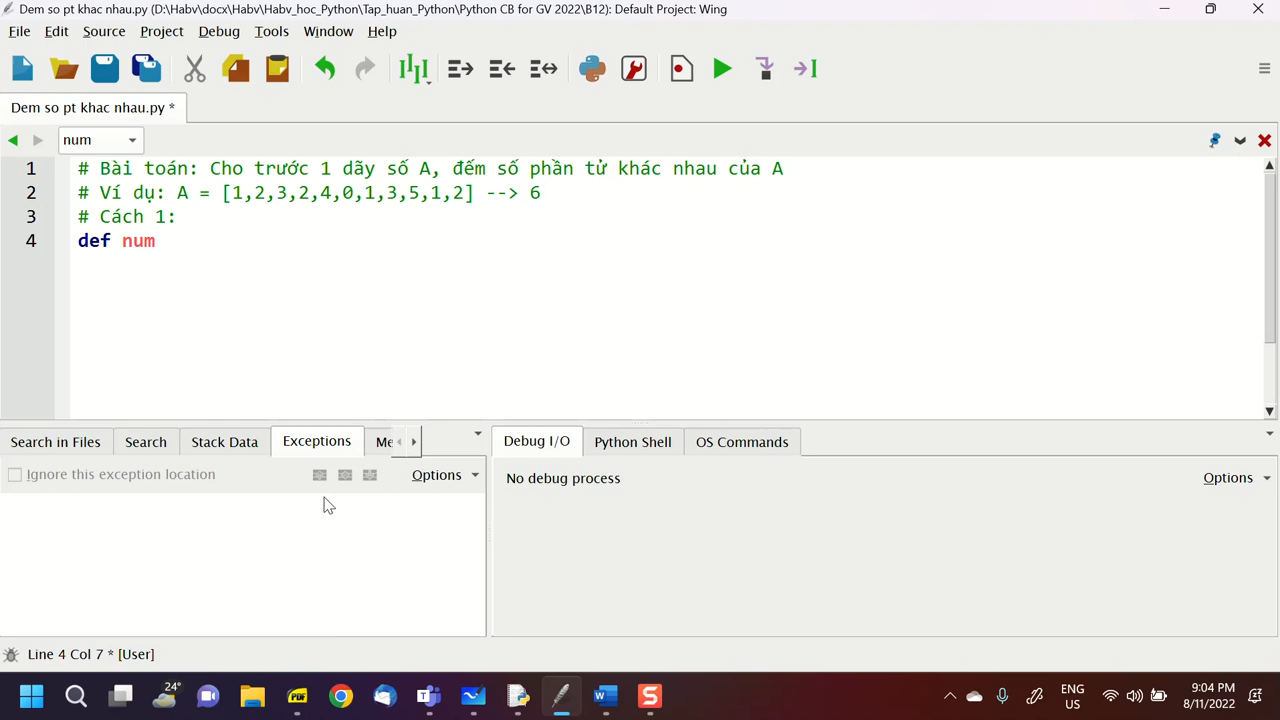 Dem so pt khac nhau.py (D:\Habv\docx\Habv\Habv_hoc_Python\Tap_huan_Python\Python CB for GV 2022\B12): Default Project: Wing
File Edit Source Project Debug Tools Window Help
Dem so pt khac nhau.py *
num
1 # Bài toán: Cho trước 1 dãy số A, đếm số phần tử khác nhau của A
2 # Ví dụ: A = [1,2,3,2,4,0,1,3,5,1,2] --> 6
3 # Cách 1:
4 def num
Search in Files Search Stack Data Exceptions Me
Debug I/O Python Shell OS Commands
Ignore this exception location Options
No debug process Options
Line 4 Col 7 * [User]
24°
PDF
ENG
US
9:04 PM
8/11/2022